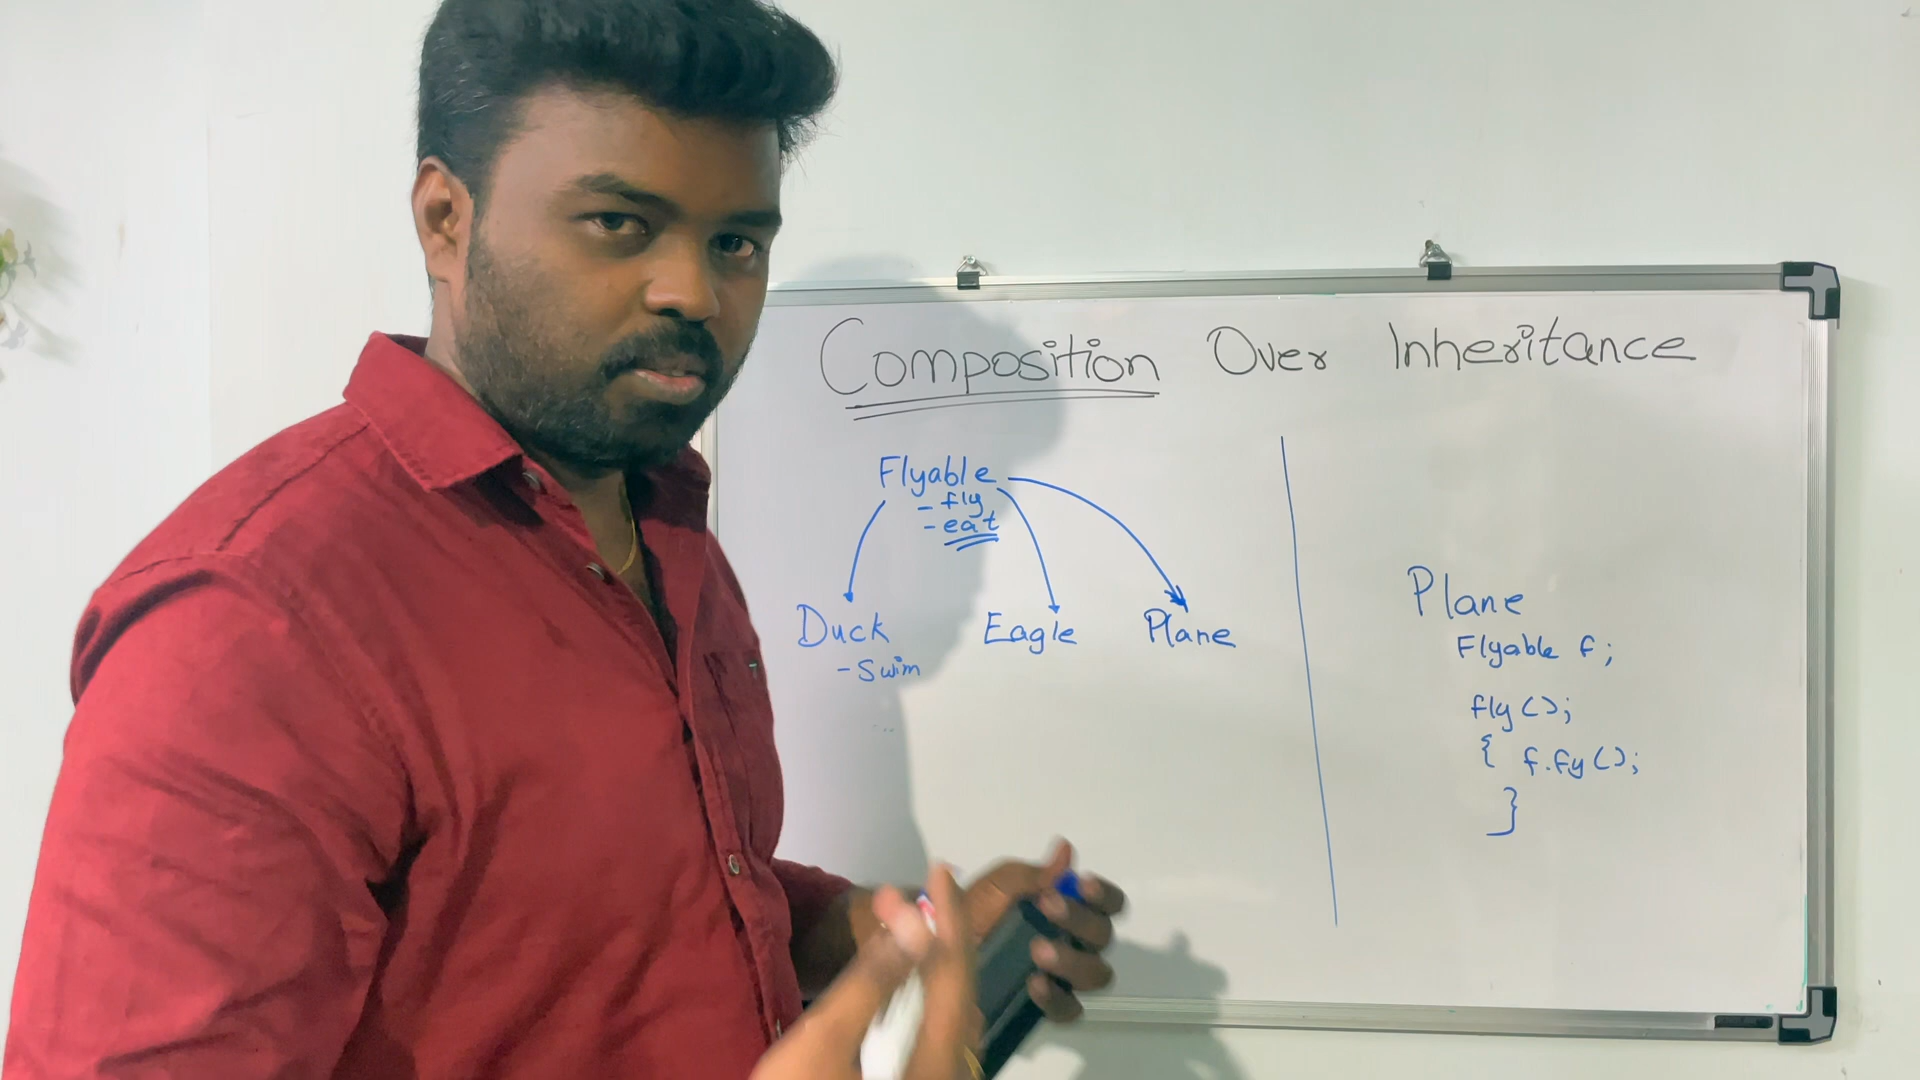 Composition Over Inheritance
Flyable
- fly
- eat
Duck Eagle Plane
- Swim
Plane
Flyable f;
fly();
{ f.fy();
}